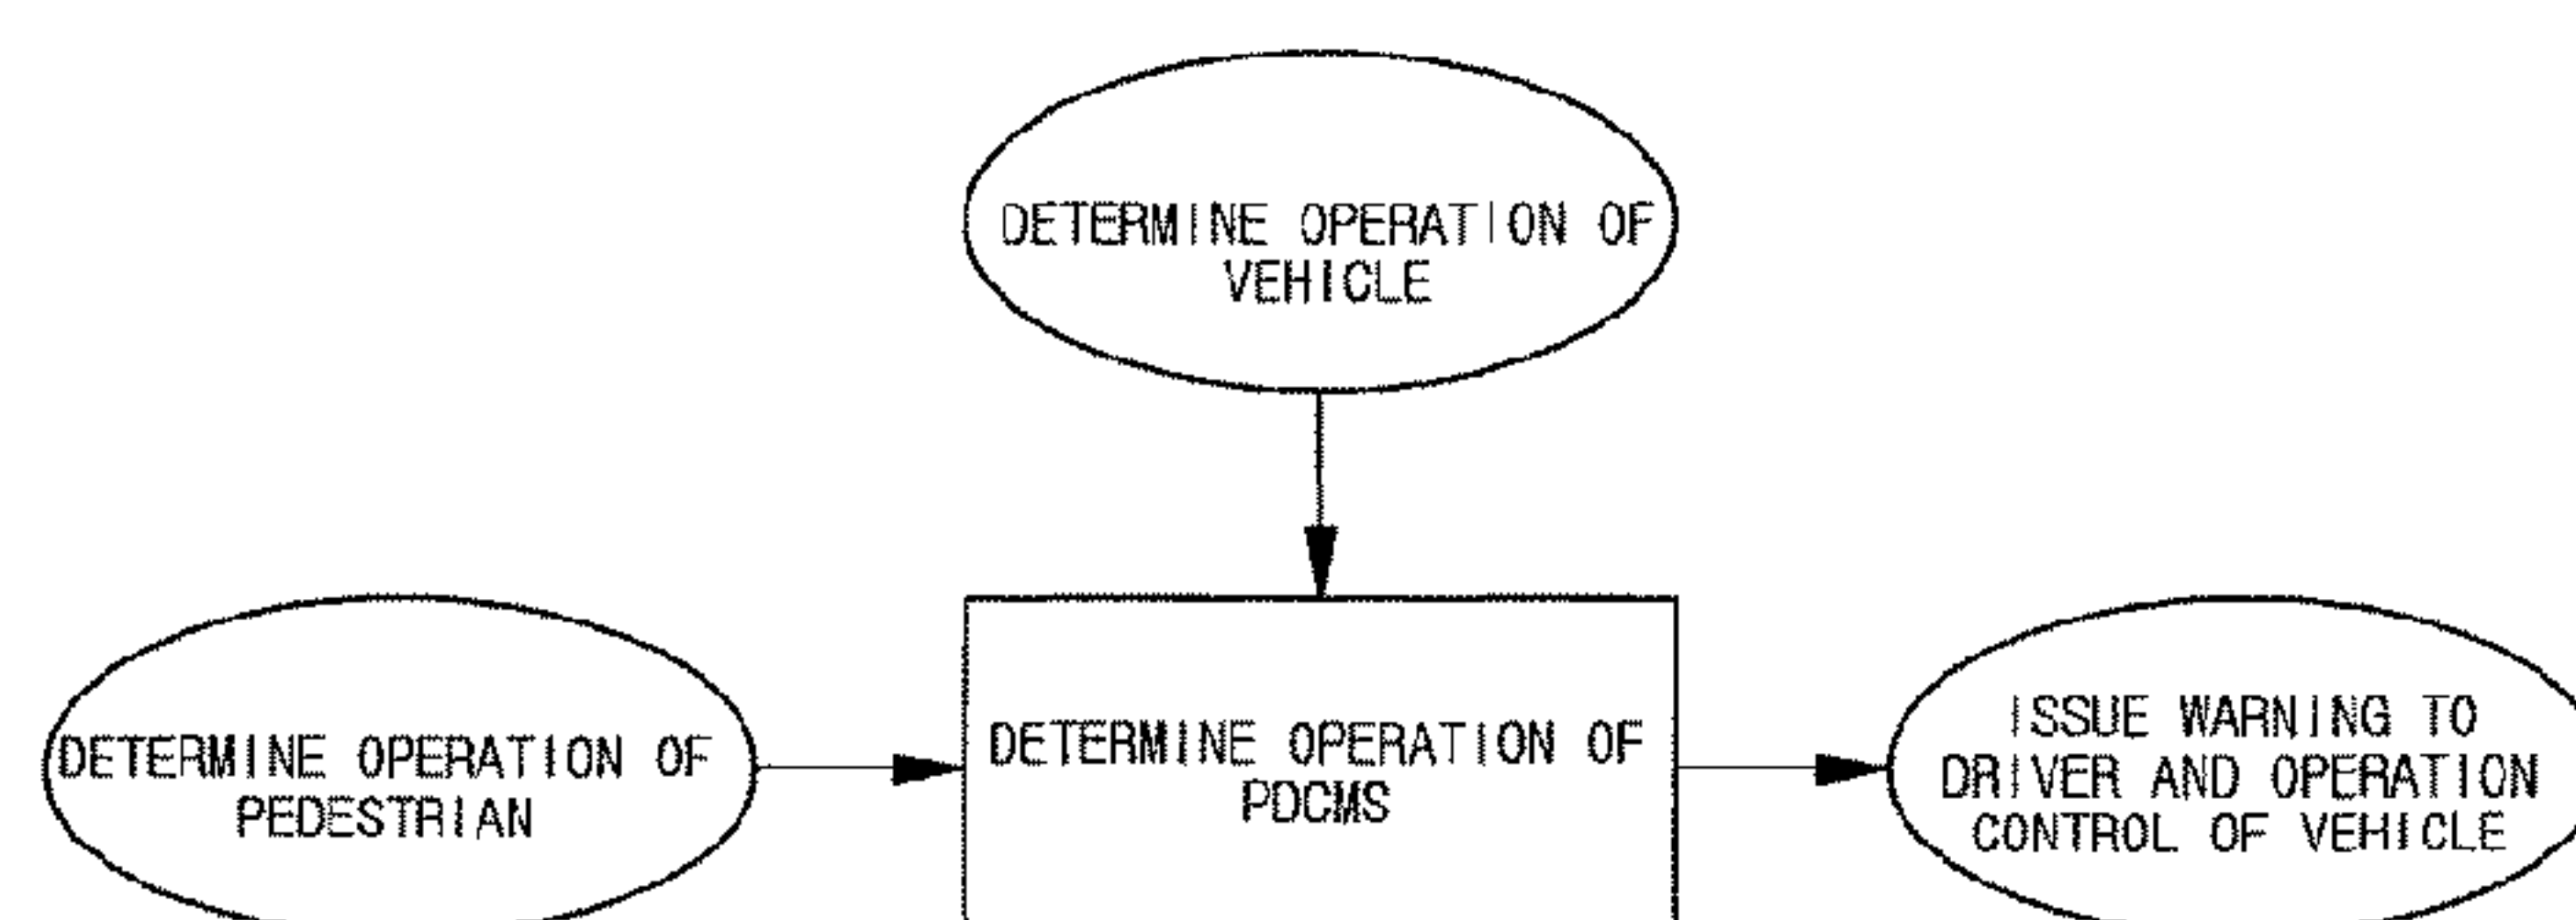 DETERMINE OPERATION OF
VEHICLE
DETERMINE OPERATION OF
PEDESTRIAN
DETERMINE OPERATION OF
PDCMS
ISSUE WARNING TO
DRIVER AND OPERATION
CONTROL OF VEHICLE